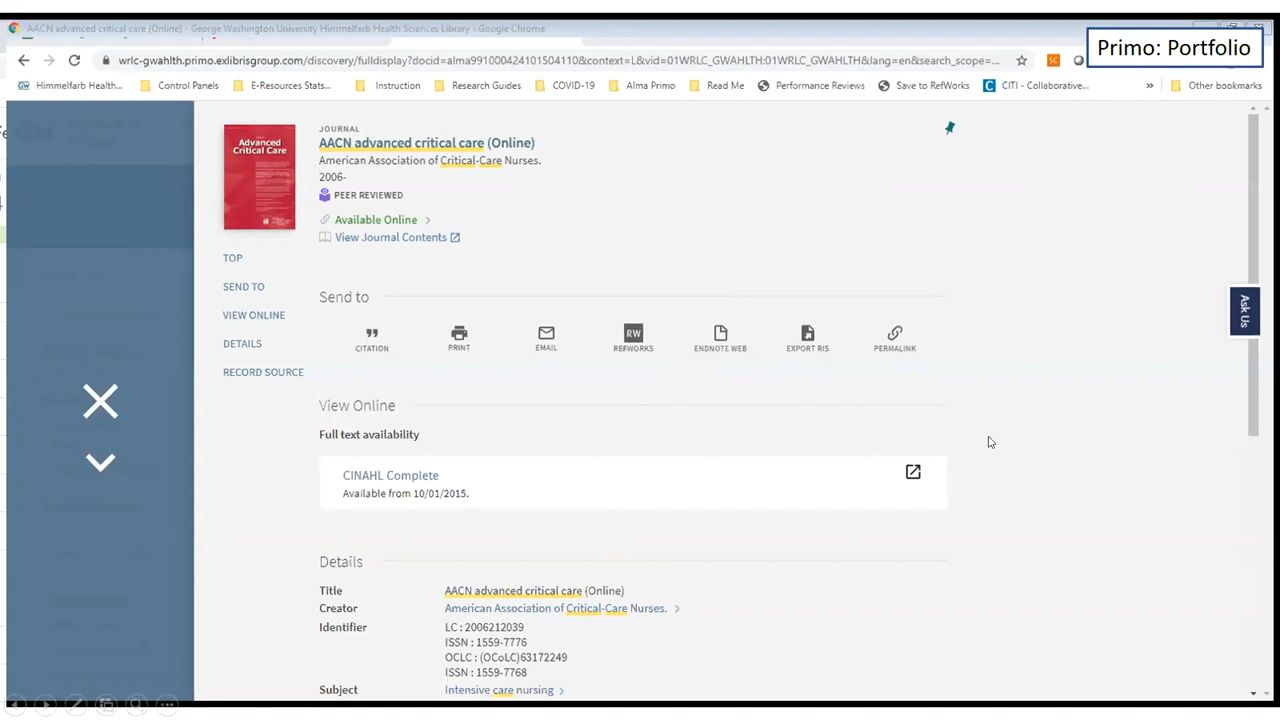 AACN advanced critical care (Online) - George Washington University Himmelfarb Health Sciences Library - Google Chrome
Primo: Portfolio
wrlc-gwahlth.primo.exlibrisgroup.com/discovery/fulldisplay?docid=alma991000424101504110&context=L&vid=01WRLC_GWAHLTH:01WRLC_GWAHLTH&lang=en&search_scope=...
SC
GW Himmelfarb Health... Control Panels E-Resources Stats... Instruction Research Guides COVID-19 Alma Primo Read Me Performance Reviews Save to RefWorks C CITI - Collaborative... » Other bookmarks
Advanced
Critical Care
JOURNAL
AACN advanced critical care (Online)
American Association of Critical-Care Nurses.
2006-
PEER REVIEWED
Available Online
View Journal Contents
TOP
SEND TO
VIEW ONLINE
DETAILS
RECORD SOURCE
Ask Us
Send to
RW
CITATION PRINT EMAIL REFWORKS ENDNOTE WEB EXPORT RIS PERMALINK
View Online
Full text availability
CINAHL Complete
Available from 10/01/2015.
Details
Title AACN advanced critical care (Online)
Creator American Association of Critical-Care Nurses.
Identifier LC : 2006212039
ISSN : 1559-7776
OCLC : (OCoLC)63172249
ISSN : 1559-7768
Subject Intensive care nursing